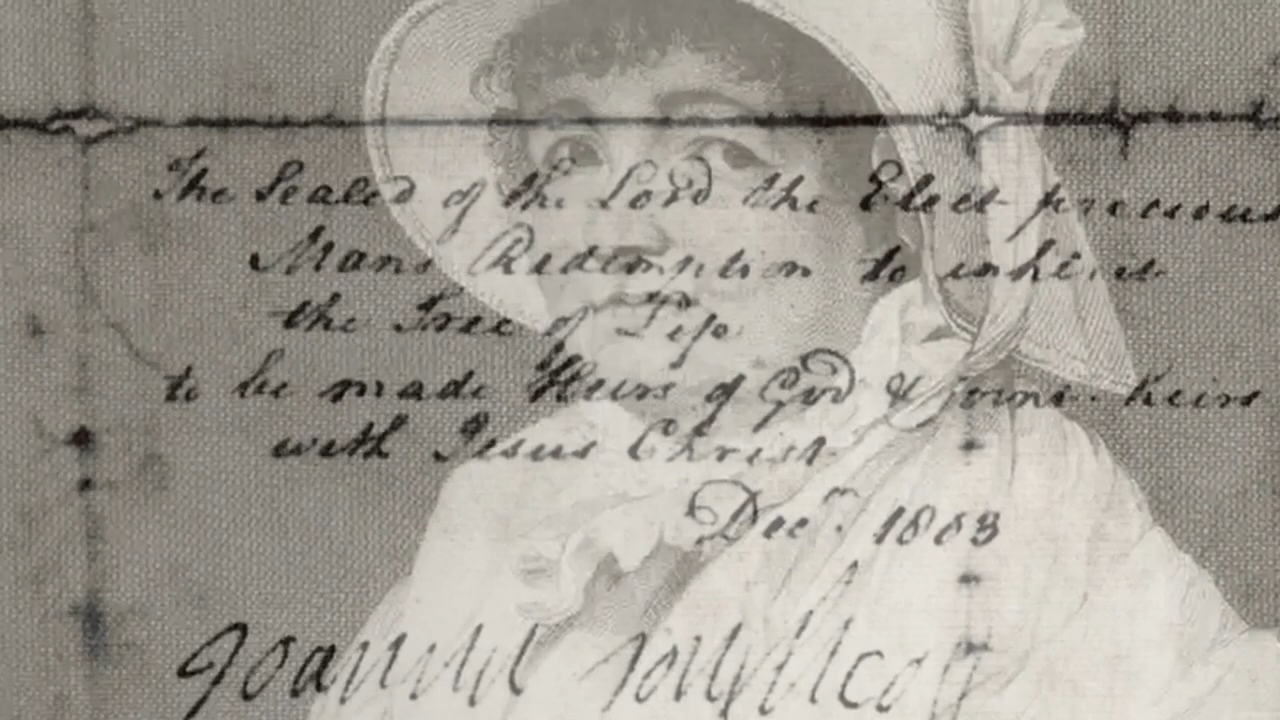 The Sealed of the Lord the Elect precious
Mans Redemption to inherit
the Tree of Life
to be made Heirs of God & joint-heirs
with Jesus Christ
Decr. 1803
Joanna Southcott